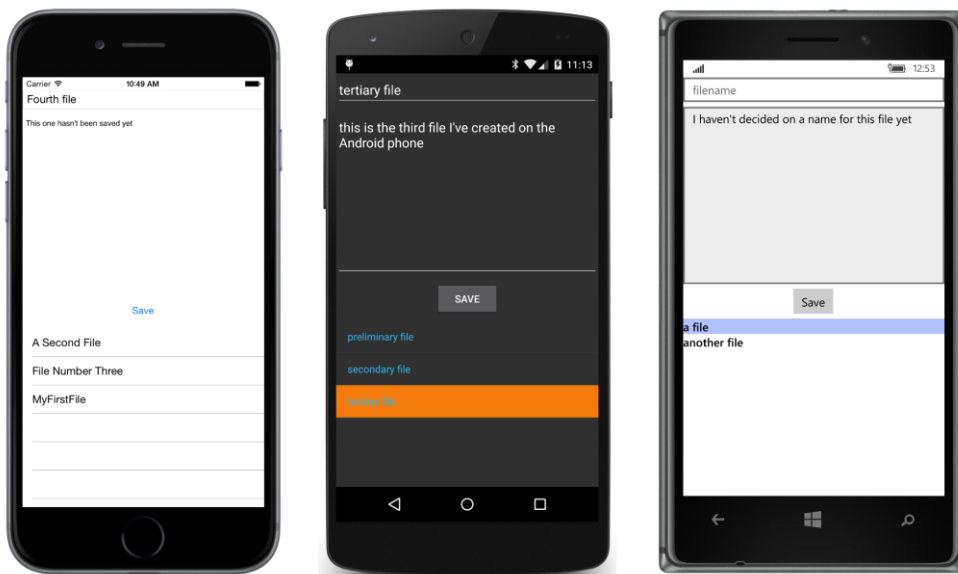 Carrier 10:49 AM
Fourth file
This one hasn't been saved yet
Save
A Second File
File Number Three
MyFirstFile
11:13
tertiary file
this is the third file I've created on the
Android phone
SAVE
preliminary file
secondary file
tertiary file
12:53
filename
I haven't decided on a name for this file yet
Save
a file
another file